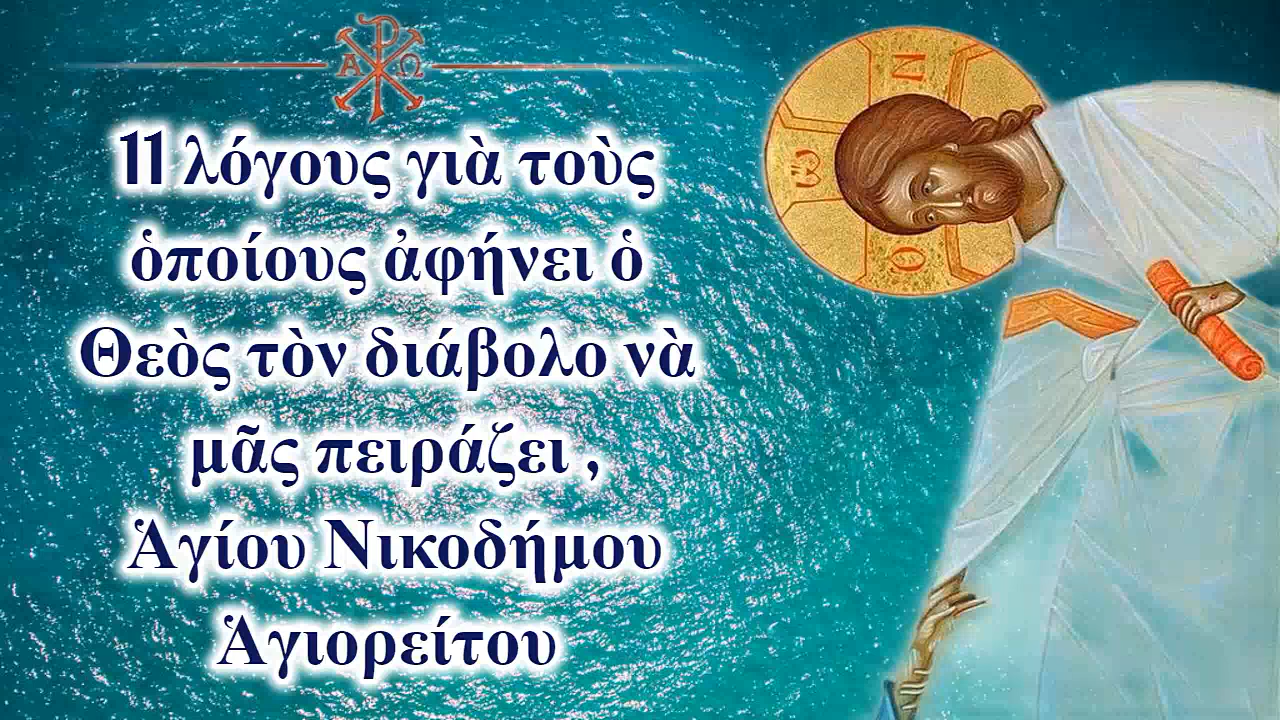 Α Ω
11 λόγους γιὰ τοὺς
ὁποίους ἀφήνει ὁ
Θεὸς τὸν διάβολο νὰ
μᾶς πειράζει ,
Ἁγίου Νικοδήμου
Ἁγιορείτου
ὁ ὤ Ν